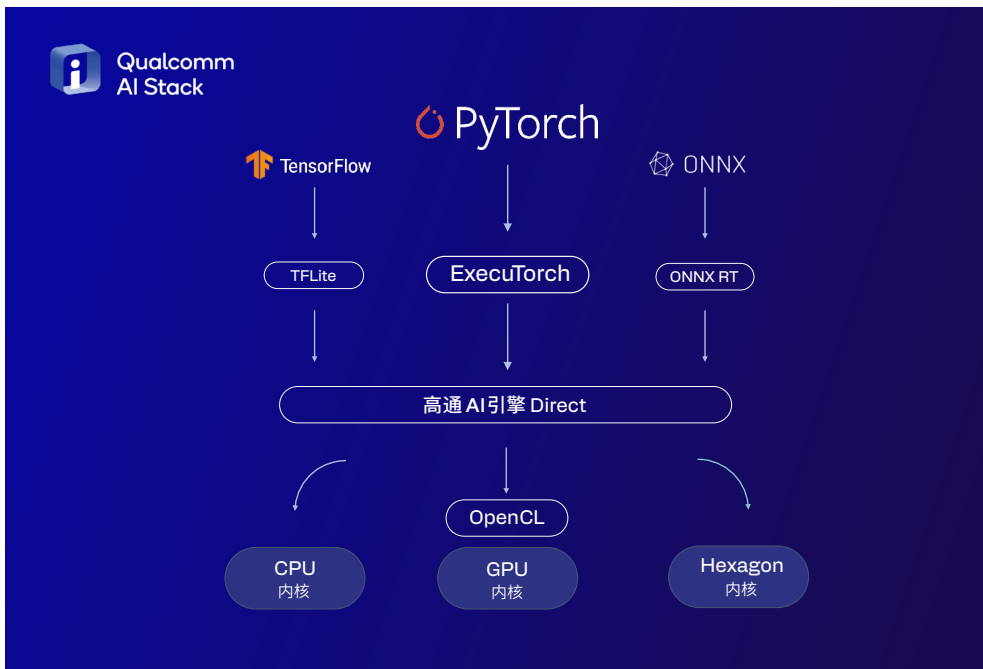 Qualcomm
AI Stack
PyTorch
TensorFlow
ONNX
TFLite
ExecuTorch
ONNX RT
高通AI引擎 Direct
OpenCL
CPU
内核
GPU
内核
Hexagon
内核